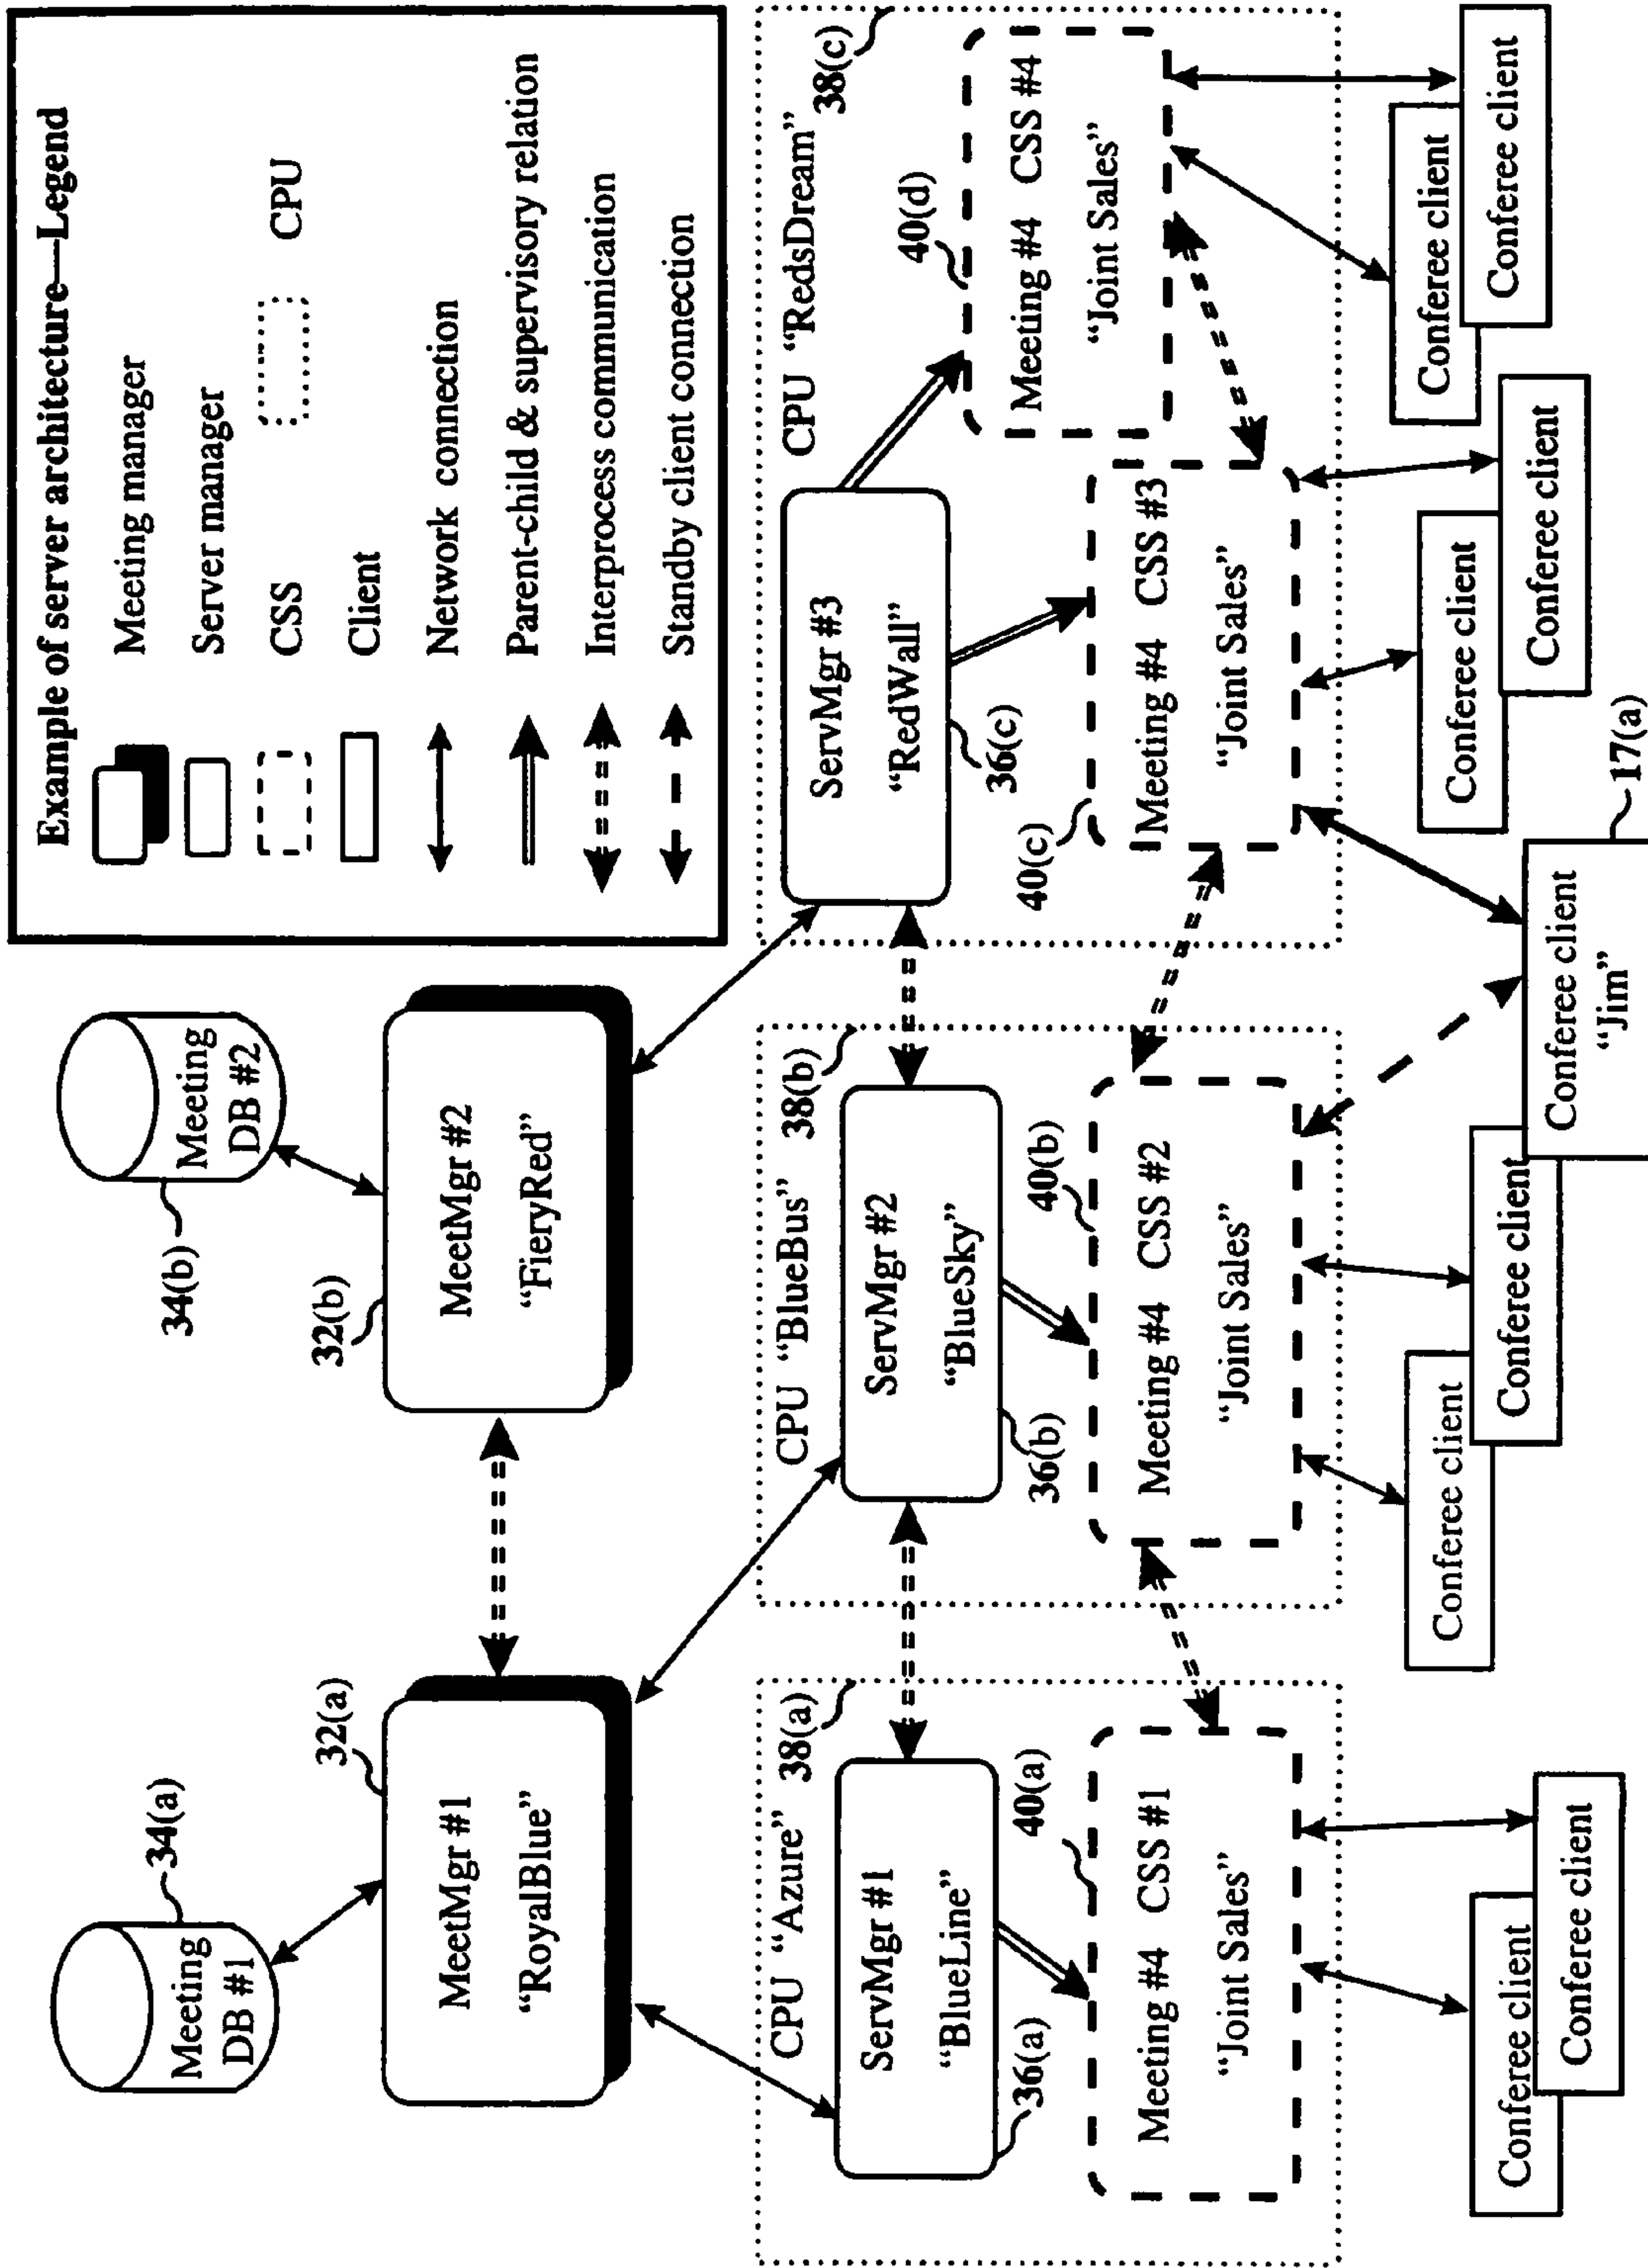 Example of server architecture—Legend
Meeting manager
Server manager
CSS
CPU
Client
Network connection
Parent-child & supervisory relation
Interprocess communication
Standby client connection
34(a)
Meeting
DB #1
34(b)
Meeting
DB #2
32(a)
MeetMgr #1
“RoyalBlue”
32(b)
MeetMgr #2
“FieryRed”
CPU “Azure” 38(a)
ServMgr #1
“BlueLine”
36(a)
40(a)
Meeting #4 CSS #1
“Joint Sales”
Conferee client
Conferee client
CPU “BlueBus” 38(b)
ServMgr #2
“BlueSky”
36(b)
40(b)
Meeting #4 CSS #2
“Joint Sales”
Conferee client
Conferee client
CPU “RedsDream”
38(c)
ServMgr #3
“RedWall”
36(c)
40(c)
Meeting #4 CSS #3
“Joint Sales”
40(d)
Meeting #4 CSS #4
“Joint Sales”
Conferee client
Conferee client
Conferee client
Conferee client
Conferee client
“Jim”
17(a)